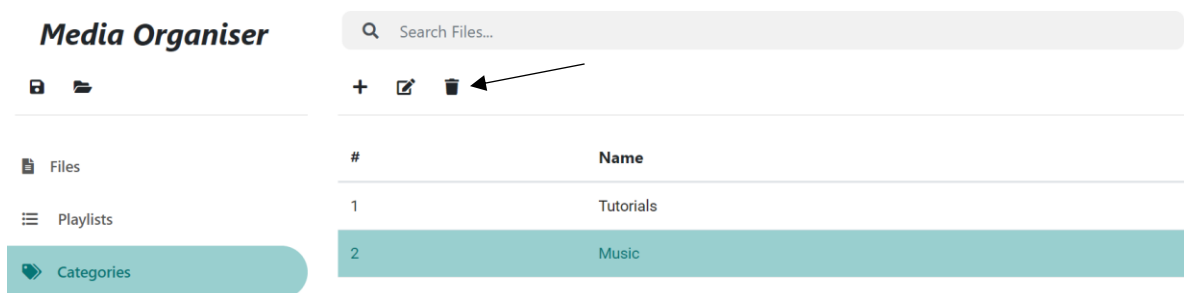 Media Organiser
Search Files...
Files
Playlists
Categories
# Name
1 Tutorials
2 Music